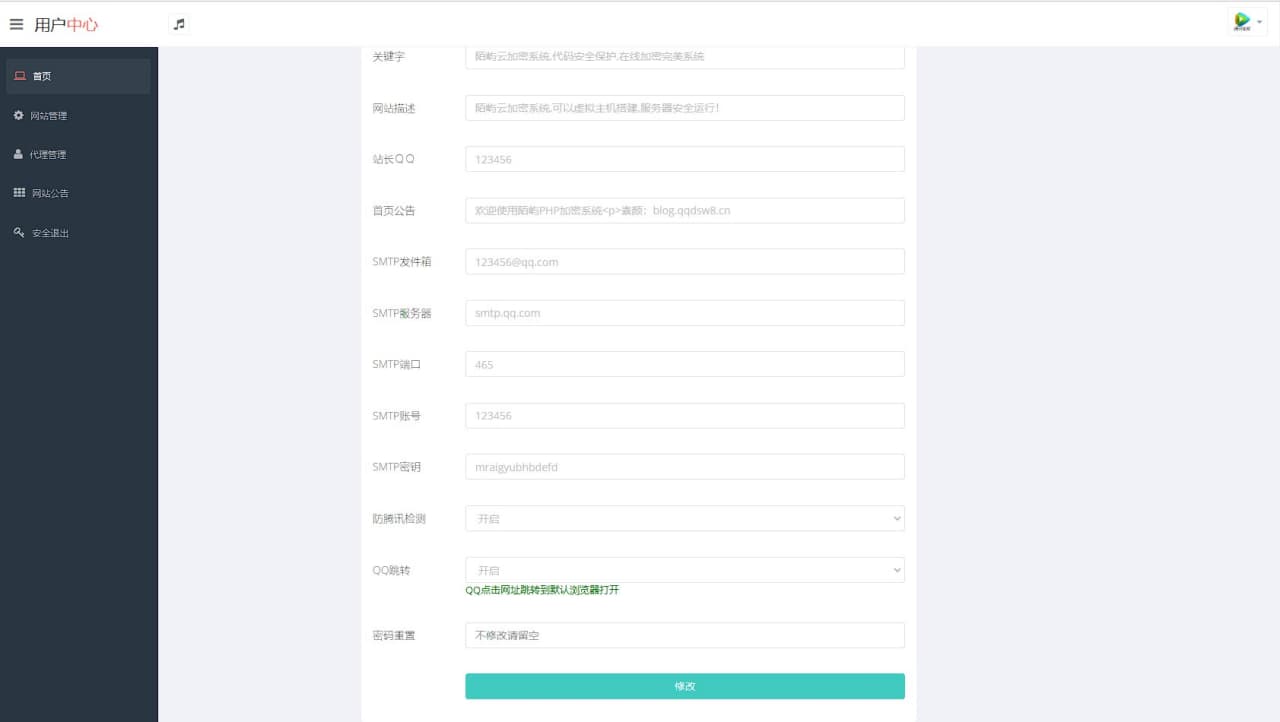 用户中心
首页
网站管理
代理管理
网站公告
安全退出
关键字
陌屿云加密系统,代码安全保护,在线加密完美系统
网站描述
陌屿云加密系统,可以虚拟主机搭建,服务器安全运行!
站长QQ
123456
首页公告
欢迎使用陌屿PHP加密系统<p>素颜：blog.qqdsw8.cn
SMTP发件箱
123456@qq.com
SMTP服务器
smtp.qq.com
SMTP端口
465
SMTP账号
123456
SMTP密钥
mraigyubhbdefd
防腾讯检测
开启
QQ跳转
开启
QQ点击网址跳转到默认浏览器打开
密码重置
不修改请留空
修改